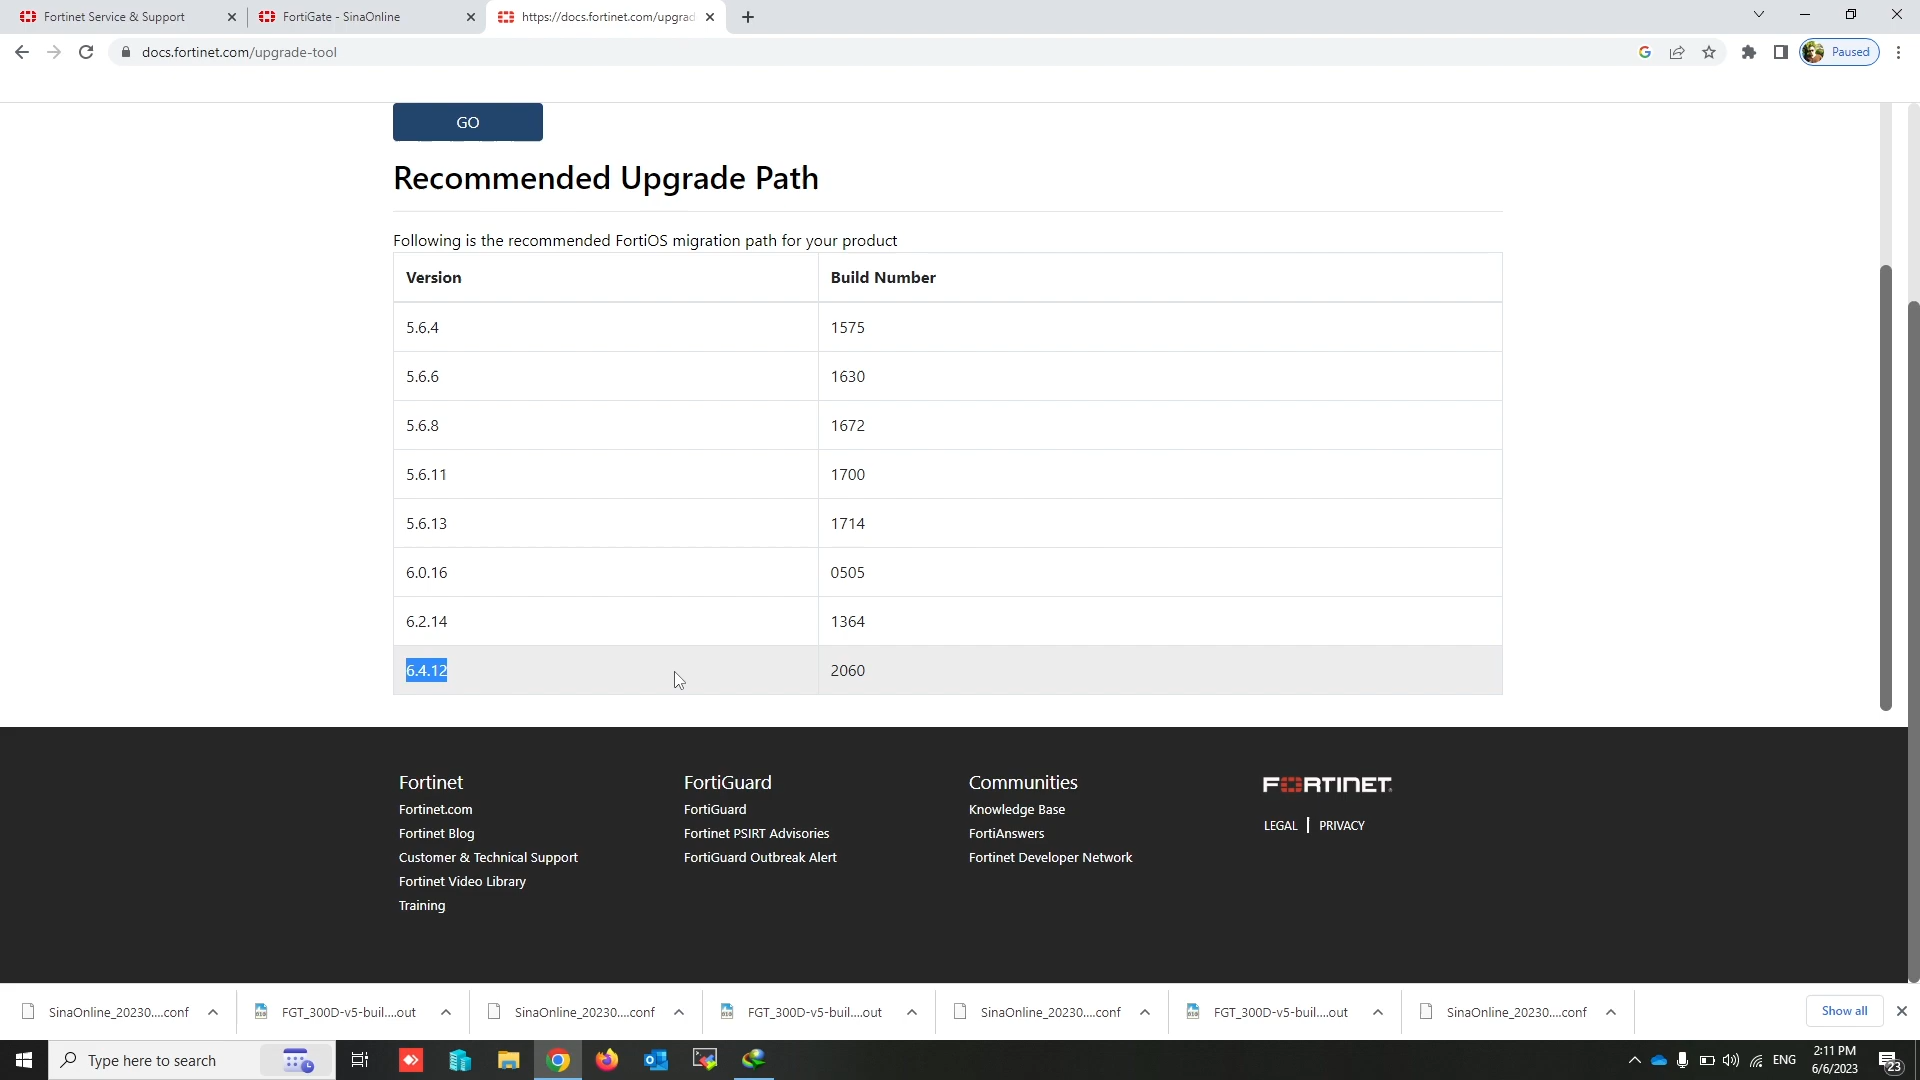 Fortinet Service & Support
FortiGate - SinaOnline
https://docs.fortinet.com/upgrad
docs.fortinet.com/upgrade-tool
Paused
GO
Recommended Upgrade Path
Following is the recommended FortiOS migration path for your product
Version Build Number
5.6.4 1575
5.6.6 1630
5.6.8 1672
5.6.11 1700
5.6.13 1714
6.0.16 0505
6.2.14 1364
6.4.12 2060
Fortinet
Fortinet.com
Fortinet Blog
Customer & Technical Support
Fortinet Video Library
Training
FortiGuard
FortiGuard
Fortinet PSIRT Advisories
FortiGuard Outbreak Alert
Communities
Knowledge Base
FortiAnswers
Fortinet Developer Network
FORTINET
LEGAL | PRIVACY
SinaOnline_20230....conf
FGT_300D-v5-buil....out
SinaOnline_20230....conf
FGT_300D-v5-buil....out
SinaOnline_20230....conf
FGT_300D-v5-buil....out
SinaOnline_20230....conf
Show all
Type here to search
ENG
2:11 PM
6/6/2023
23